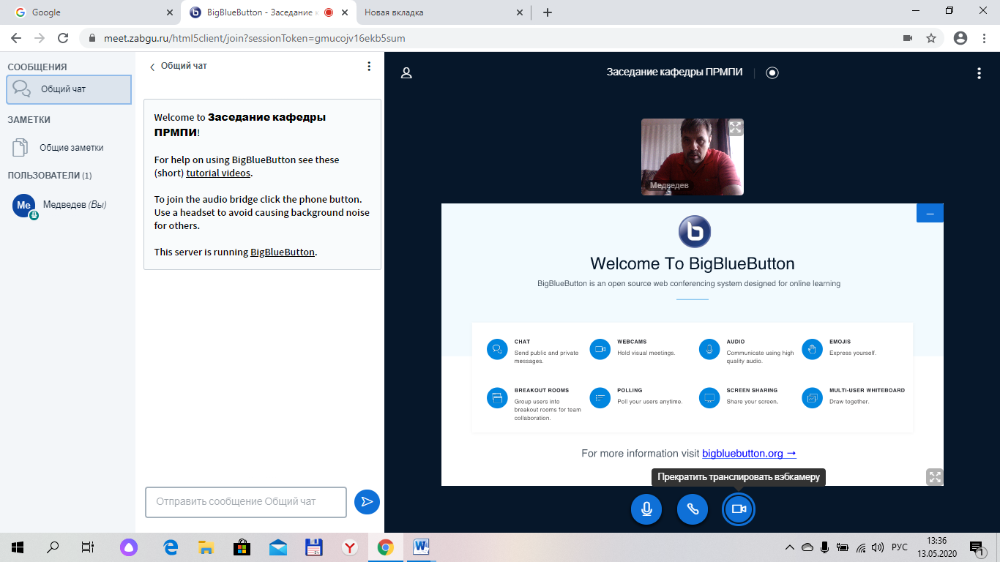 Google
BigBlueButton - Заседание к
Новая вкладка
meet.zabgu.ru/html5client/join?sessionToken=gmucojv16ekb5sum
СООБЩЕНИЯ
Общий чат
ЗАМЕТКИ
Общие заметки
ПОЛЬЗОВАТЕЛИ (1)
Ме
Медведев (Вы)
Общий чат
Welcome to Заседание кафедры
ПРМПИ!
For help on using BigBlueButton see these
(short) tutorial videos.
To join the audio bridge click the phone button.
Use a headset to avoid causing background noise
for others.
This server is running BigBlueButton.
Отправить сообщение Общий чат
Заседание кафедры ПРМПИ
Медведев
Welcome To BigBlueButton
BigBlueButton is an open source web conferencing system designed for online learning
CHAT
Send public and private
messages.
WEBCAMS
Hold visual meetings.
AUDIO
Communicate using high
quality audio.
EMOJIS
Express yourself.
BREAKOUT ROOMS
Group users into
breakout rooms for team
collaboration.
POLLING
Poll your users anytime.
SCREEN SHARING
Share your screen.
MULTI-USER WHITEBOARD
Draw together.
For more information visit bigbluebutton.org →
Прекратить транслировать вэбкамеру
РУС
13:36
13.05.2020
1